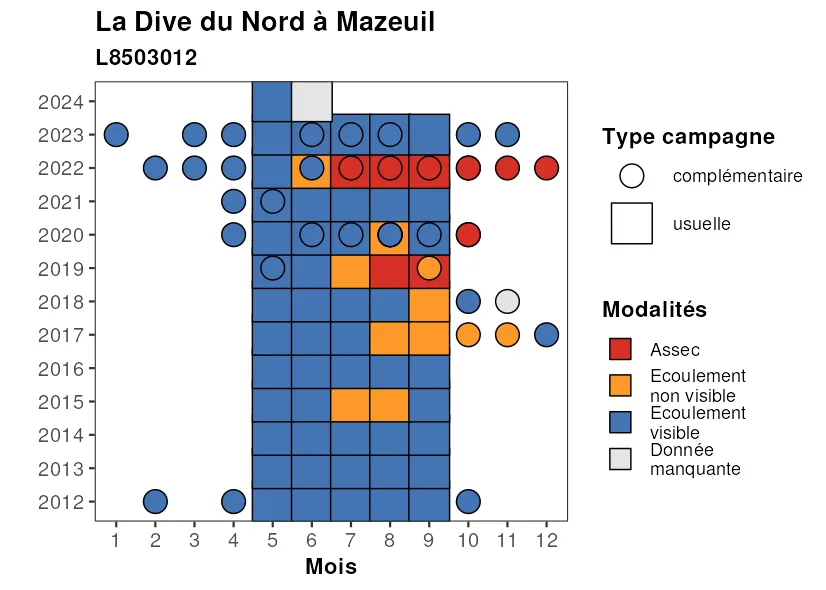 La Dive du Nord à Mazeuil
L8503012
2024
2023
2022
2021
2020
2019
2018
2017
2016
2015
2014
2013
2012
1 2 3 4 5 6 7 8 9 10 11 12
Mois
Type campagne
complémentaire
usuelle
Modalités
Assec
Ecoulement
non visible
Ecoulement
visible
Donnée
manquante